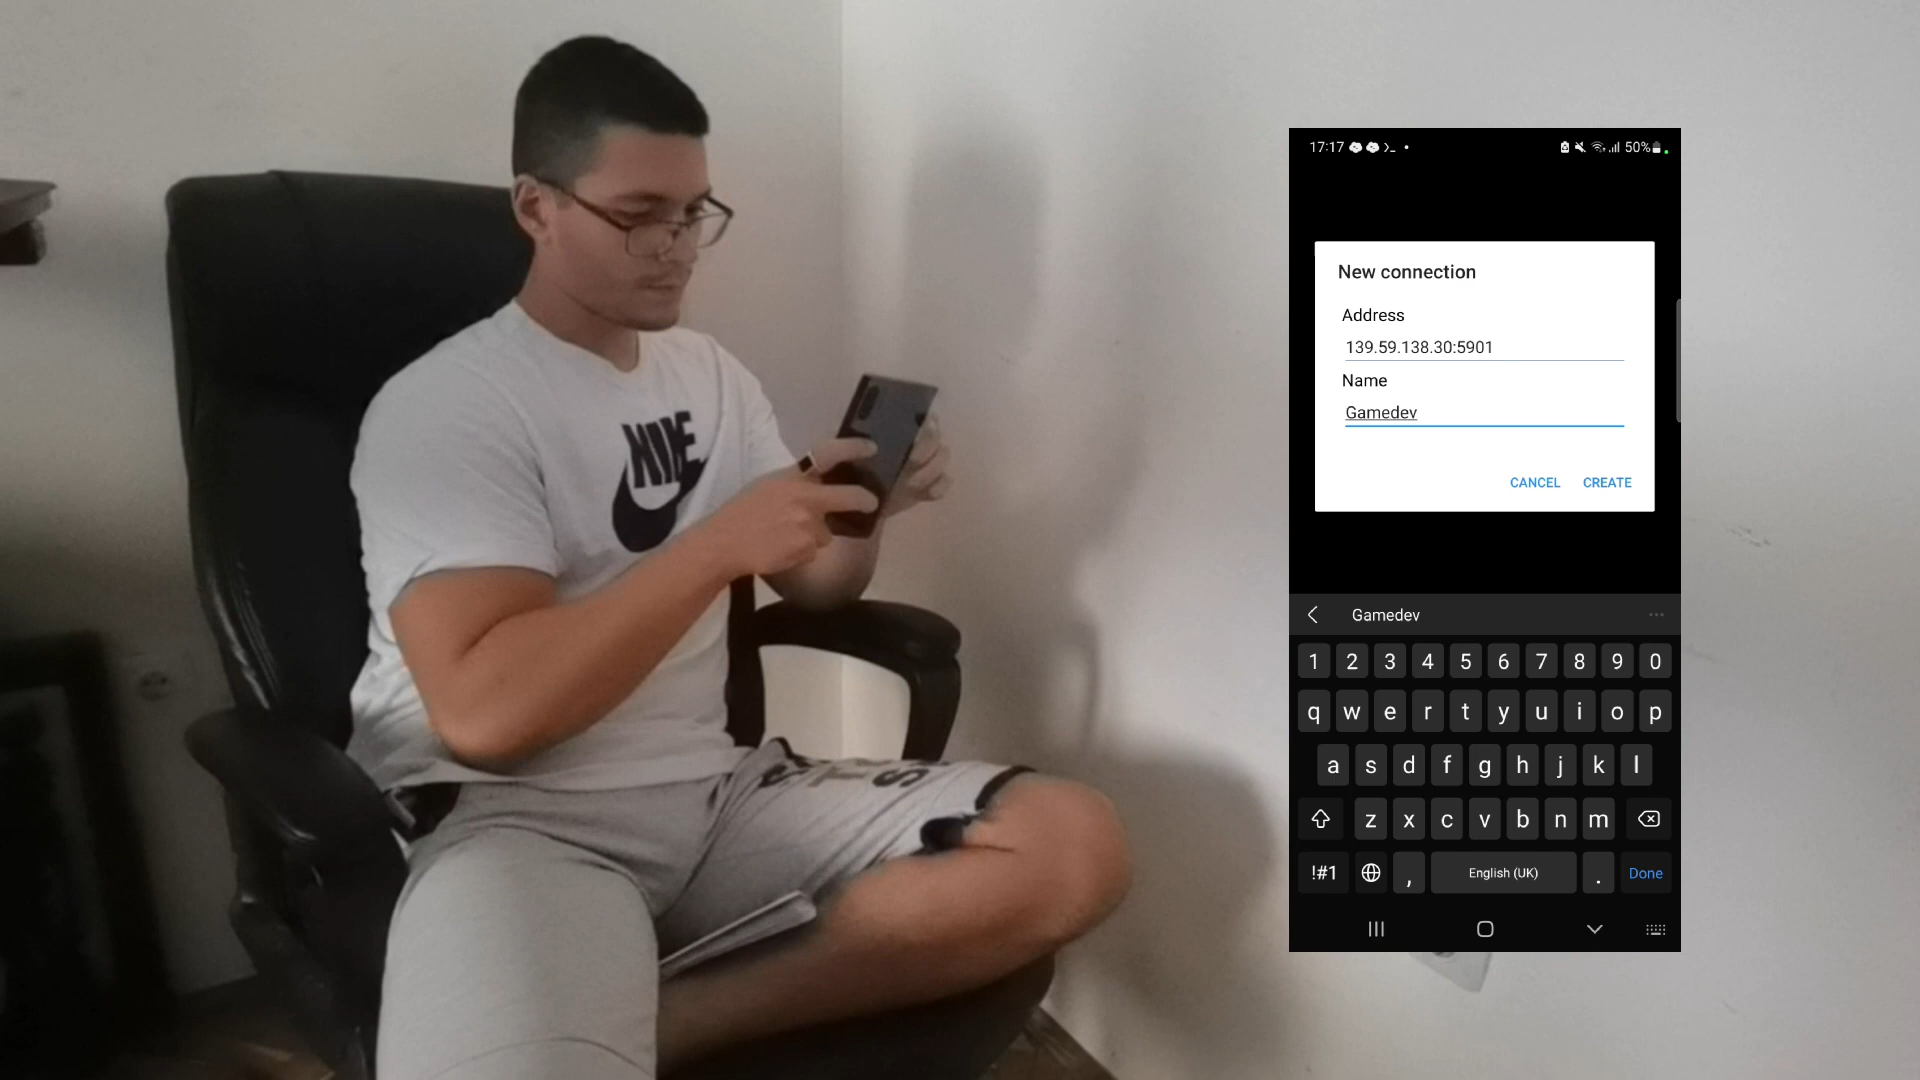 NIKE
17:17
50%
New connection
Address
139.59.138.30:5901
Name
Gamedev
CANCEL CREATE
Gamedev
1 2 3 4 5 6 7 8 9 0
q w e r t y u i o p
a s d f g h j k l
z x c v b n m
!#1 , English (UK) . Done